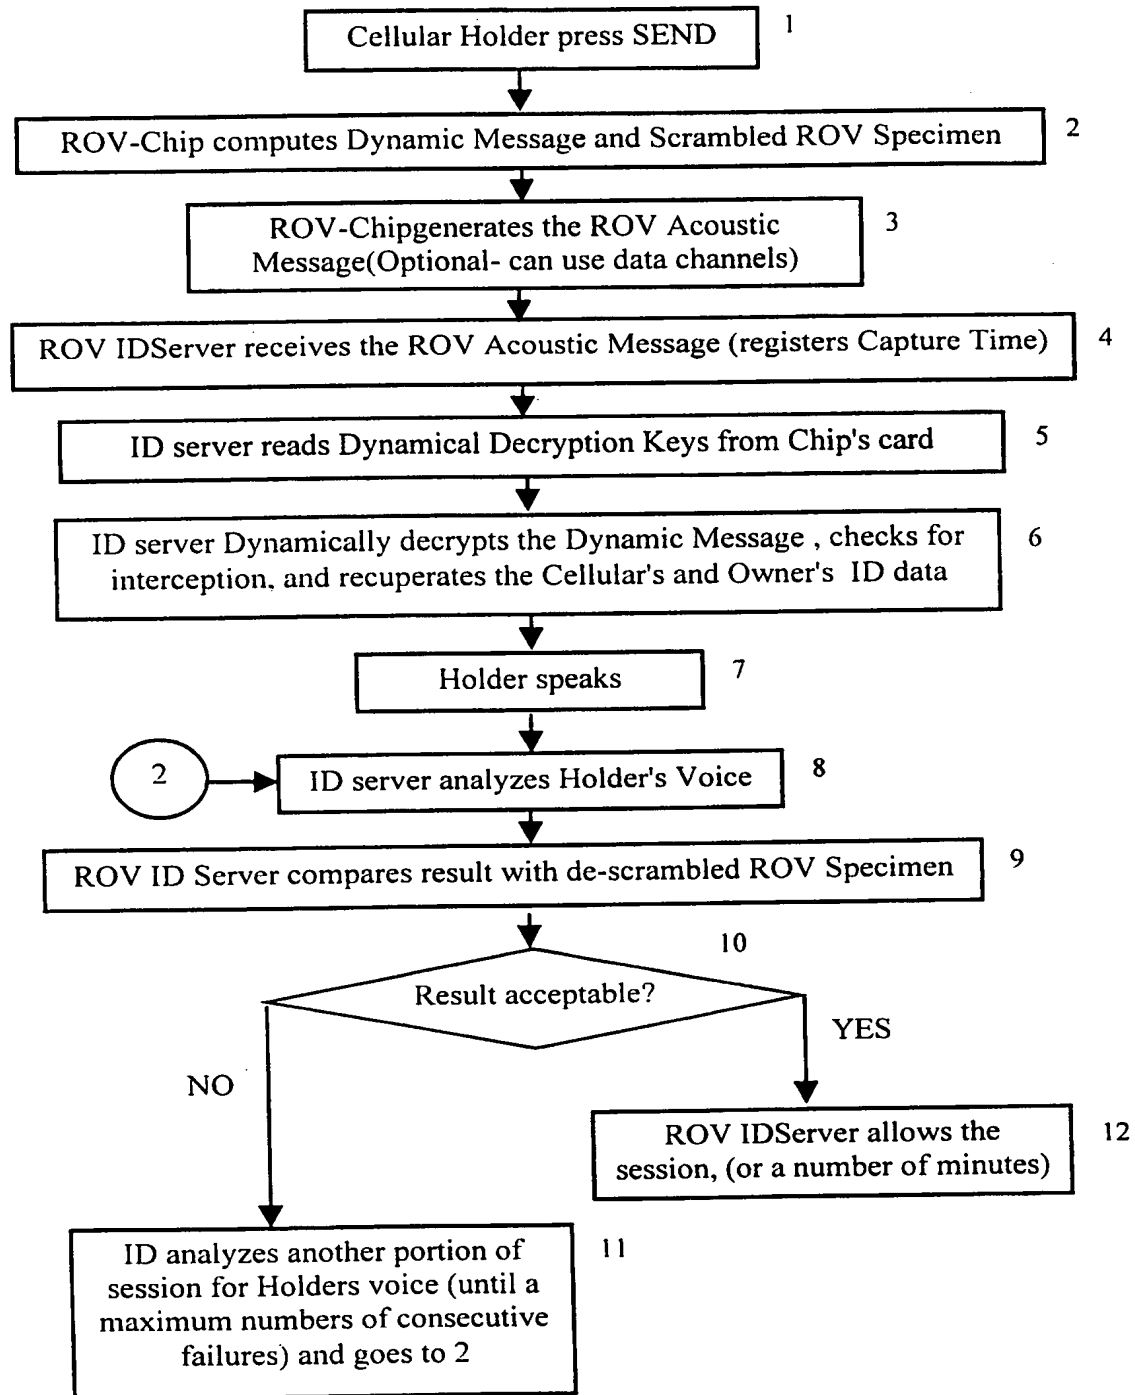 Cellular Holder press SEND
1
ROV-Chip computes Dynamic Message and Scrambled ROV Specimen
2
ROV-Chipgenerates the ROV Acoustic
Message(Optional- can use data channels)
3
ROV IDServer receives the ROV Acoustic Message (registers Capture Time)
4
ID server reads Dynamical Decryption Keys from Chip's card
5
ID server Dynamically decrypts the Dynamic Message , checks for
interception, and recuperates the Cellular's and Owner's ID data
6
Holder speaks
7
2
ID server analyzes Holder's Voice
8
ROV ID Server compares result with de-scrambled ROV Specimen
9
10
Result acceptable?
YES
NO
ROV IDServer allows the
session, (or a number of minutes)
12
ID analyzes another portion of
session for Holders voice (until a
maximum numbers of consecutive
failures) and goes to 2
11